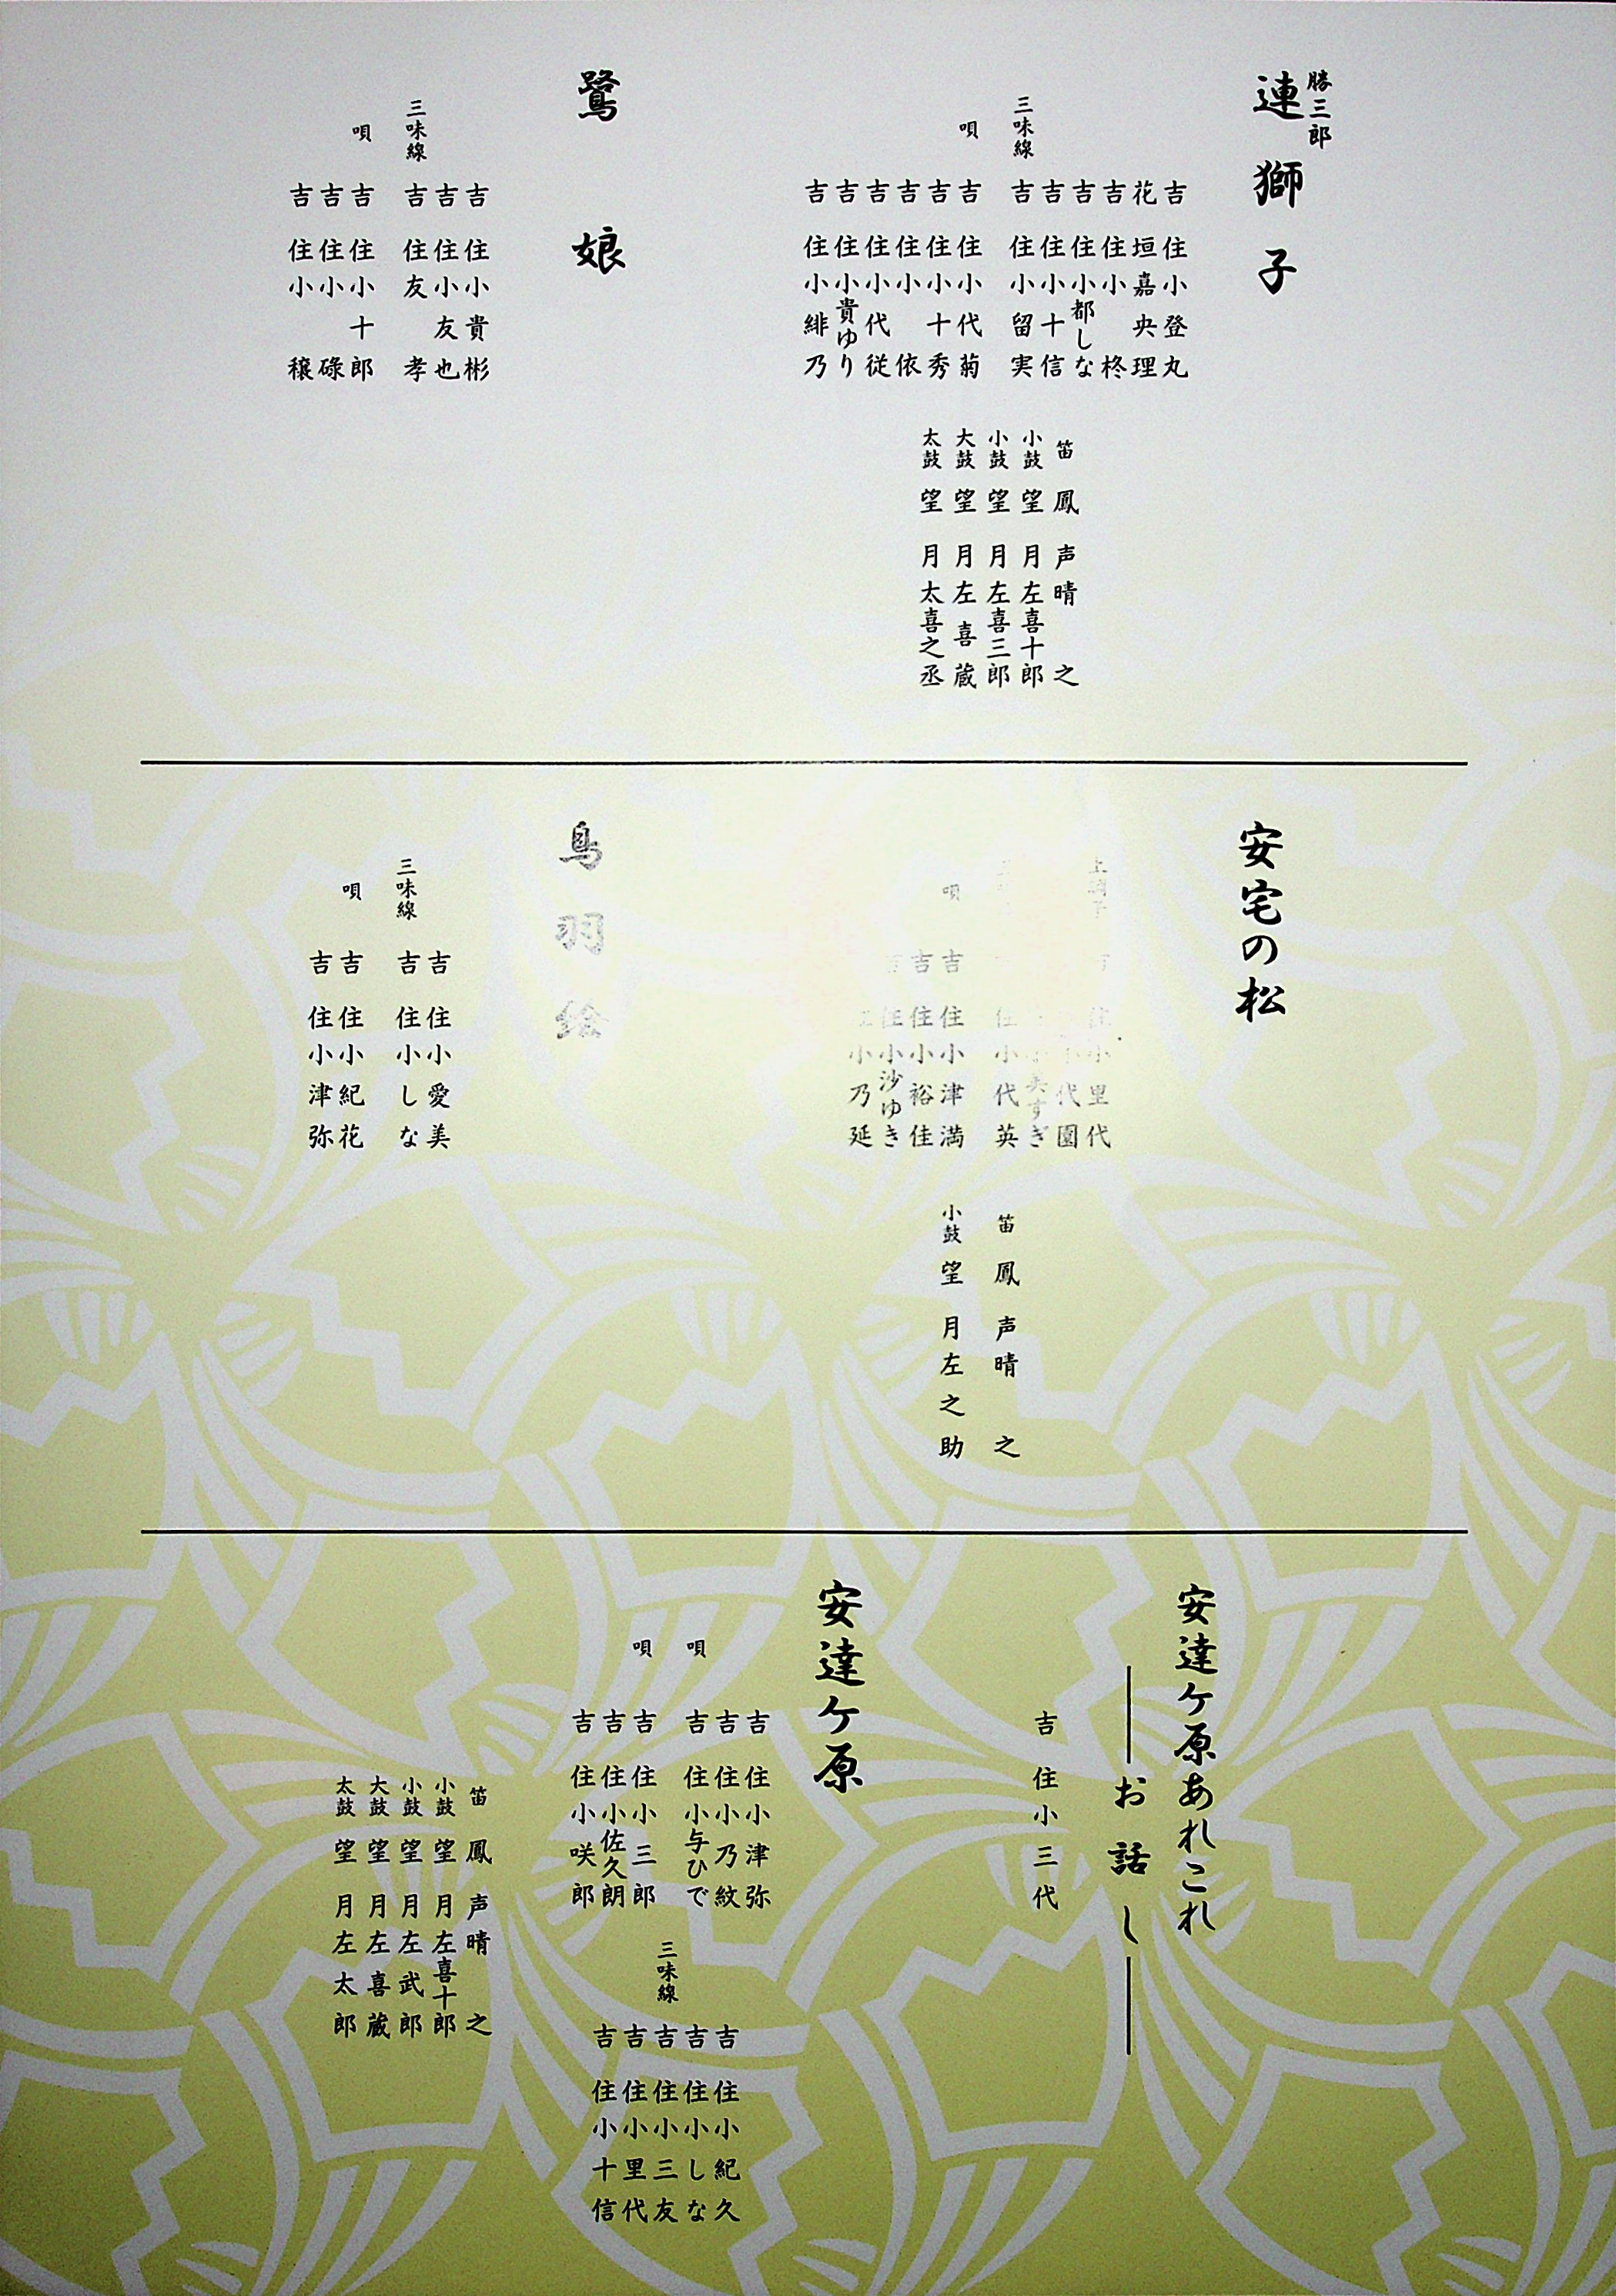 勝三郎
連獅子
吉住小登丸
花垣嘉央理
吉住小柊
吉住小都しな
吉住小十信
三味線 吉住小留実
唄 吉住小代菊
吉住小十秀
吉住小依
吉住小代従
吉住小貴ゆり
吉住小緋乃
笛 鳳声晴之
小鼓 望月左喜十郎
小鼓 望月左喜三郎
大鼓 望月左喜蔵
太鼓 望月太喜之丞
鷺娘
吉住小貴彬
吉住小友也
三味線 吉住友孝
唄 吉住小十郎
吉住小碌
吉住小穣
安宅の松
上調子 吉住小里代
代園
美すぎ
住小代英
唄 吉住小津満
吉住小裕佳
住小沙ゆき
小乃延
笛 鳳声晴之
小鼓 望月左之助
鳥羽絵
吉住小愛美
三味線 吉住小しな
唄 吉住小紀花
吉住小津弥
安達ケ原あれこれ
――お話し――
吉住小三代
安達ケ原
吉住小津弥
吉住小乃紋
唄 吉住小与ひで
唄 吉住小三郎
吉住小佐久朗
吉住小咲郎
吉住小紀久
吉住小しな
三味線 吉住小三友
吉住小里代
吉住小十信
笛 鳳声晴之
小鼓 望月左喜十郎
小鼓 望月左武郎
大鼓 望月左喜蔵
太鼓 望月左太郎